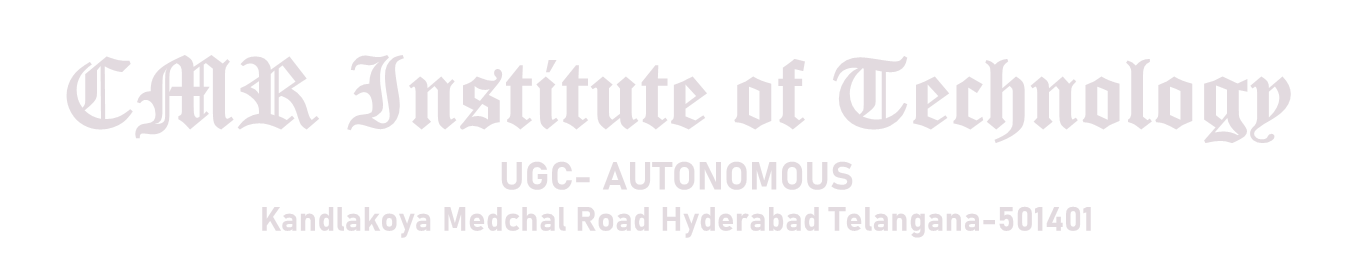 CMR Institute of Technology
UGC- AUTONOMOUS
Kandlakoya Medchal Road Hyderabad Telangana-501401